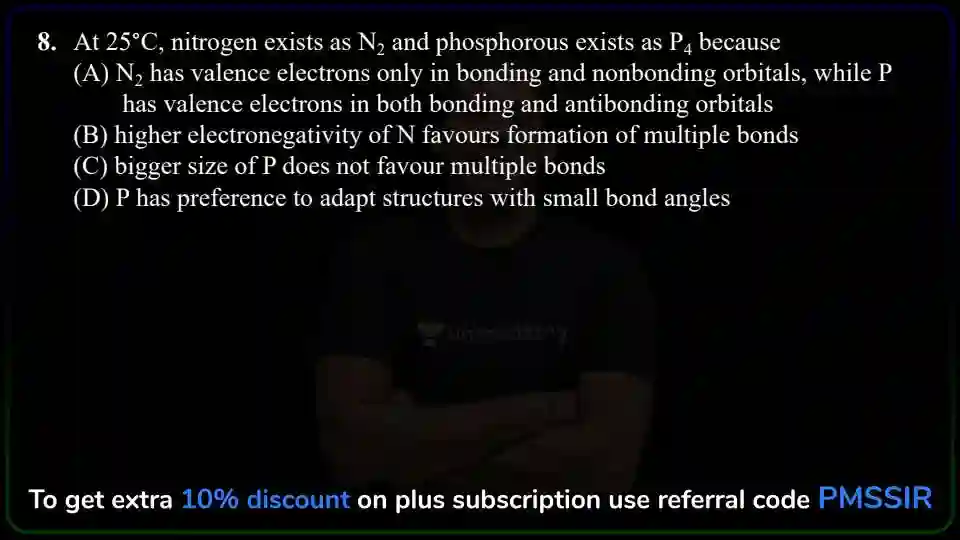 8. At 25°C, nitrogen exists as N₂ and phosphorous exists as P₄ because
(A) N₂ has valence electrons only in bonding and nonbonding orbitals, while P
has valence electrons in both bonding and antibonding orbitals
(B) higher electronegativity of N favours formation of multiple bonds
(C) bigger size of P does not favour multiple bonds
(D) P has preference to adapt structures with small bond angles
To get extra 10% discount on plus subscription use referral code PMSSIR